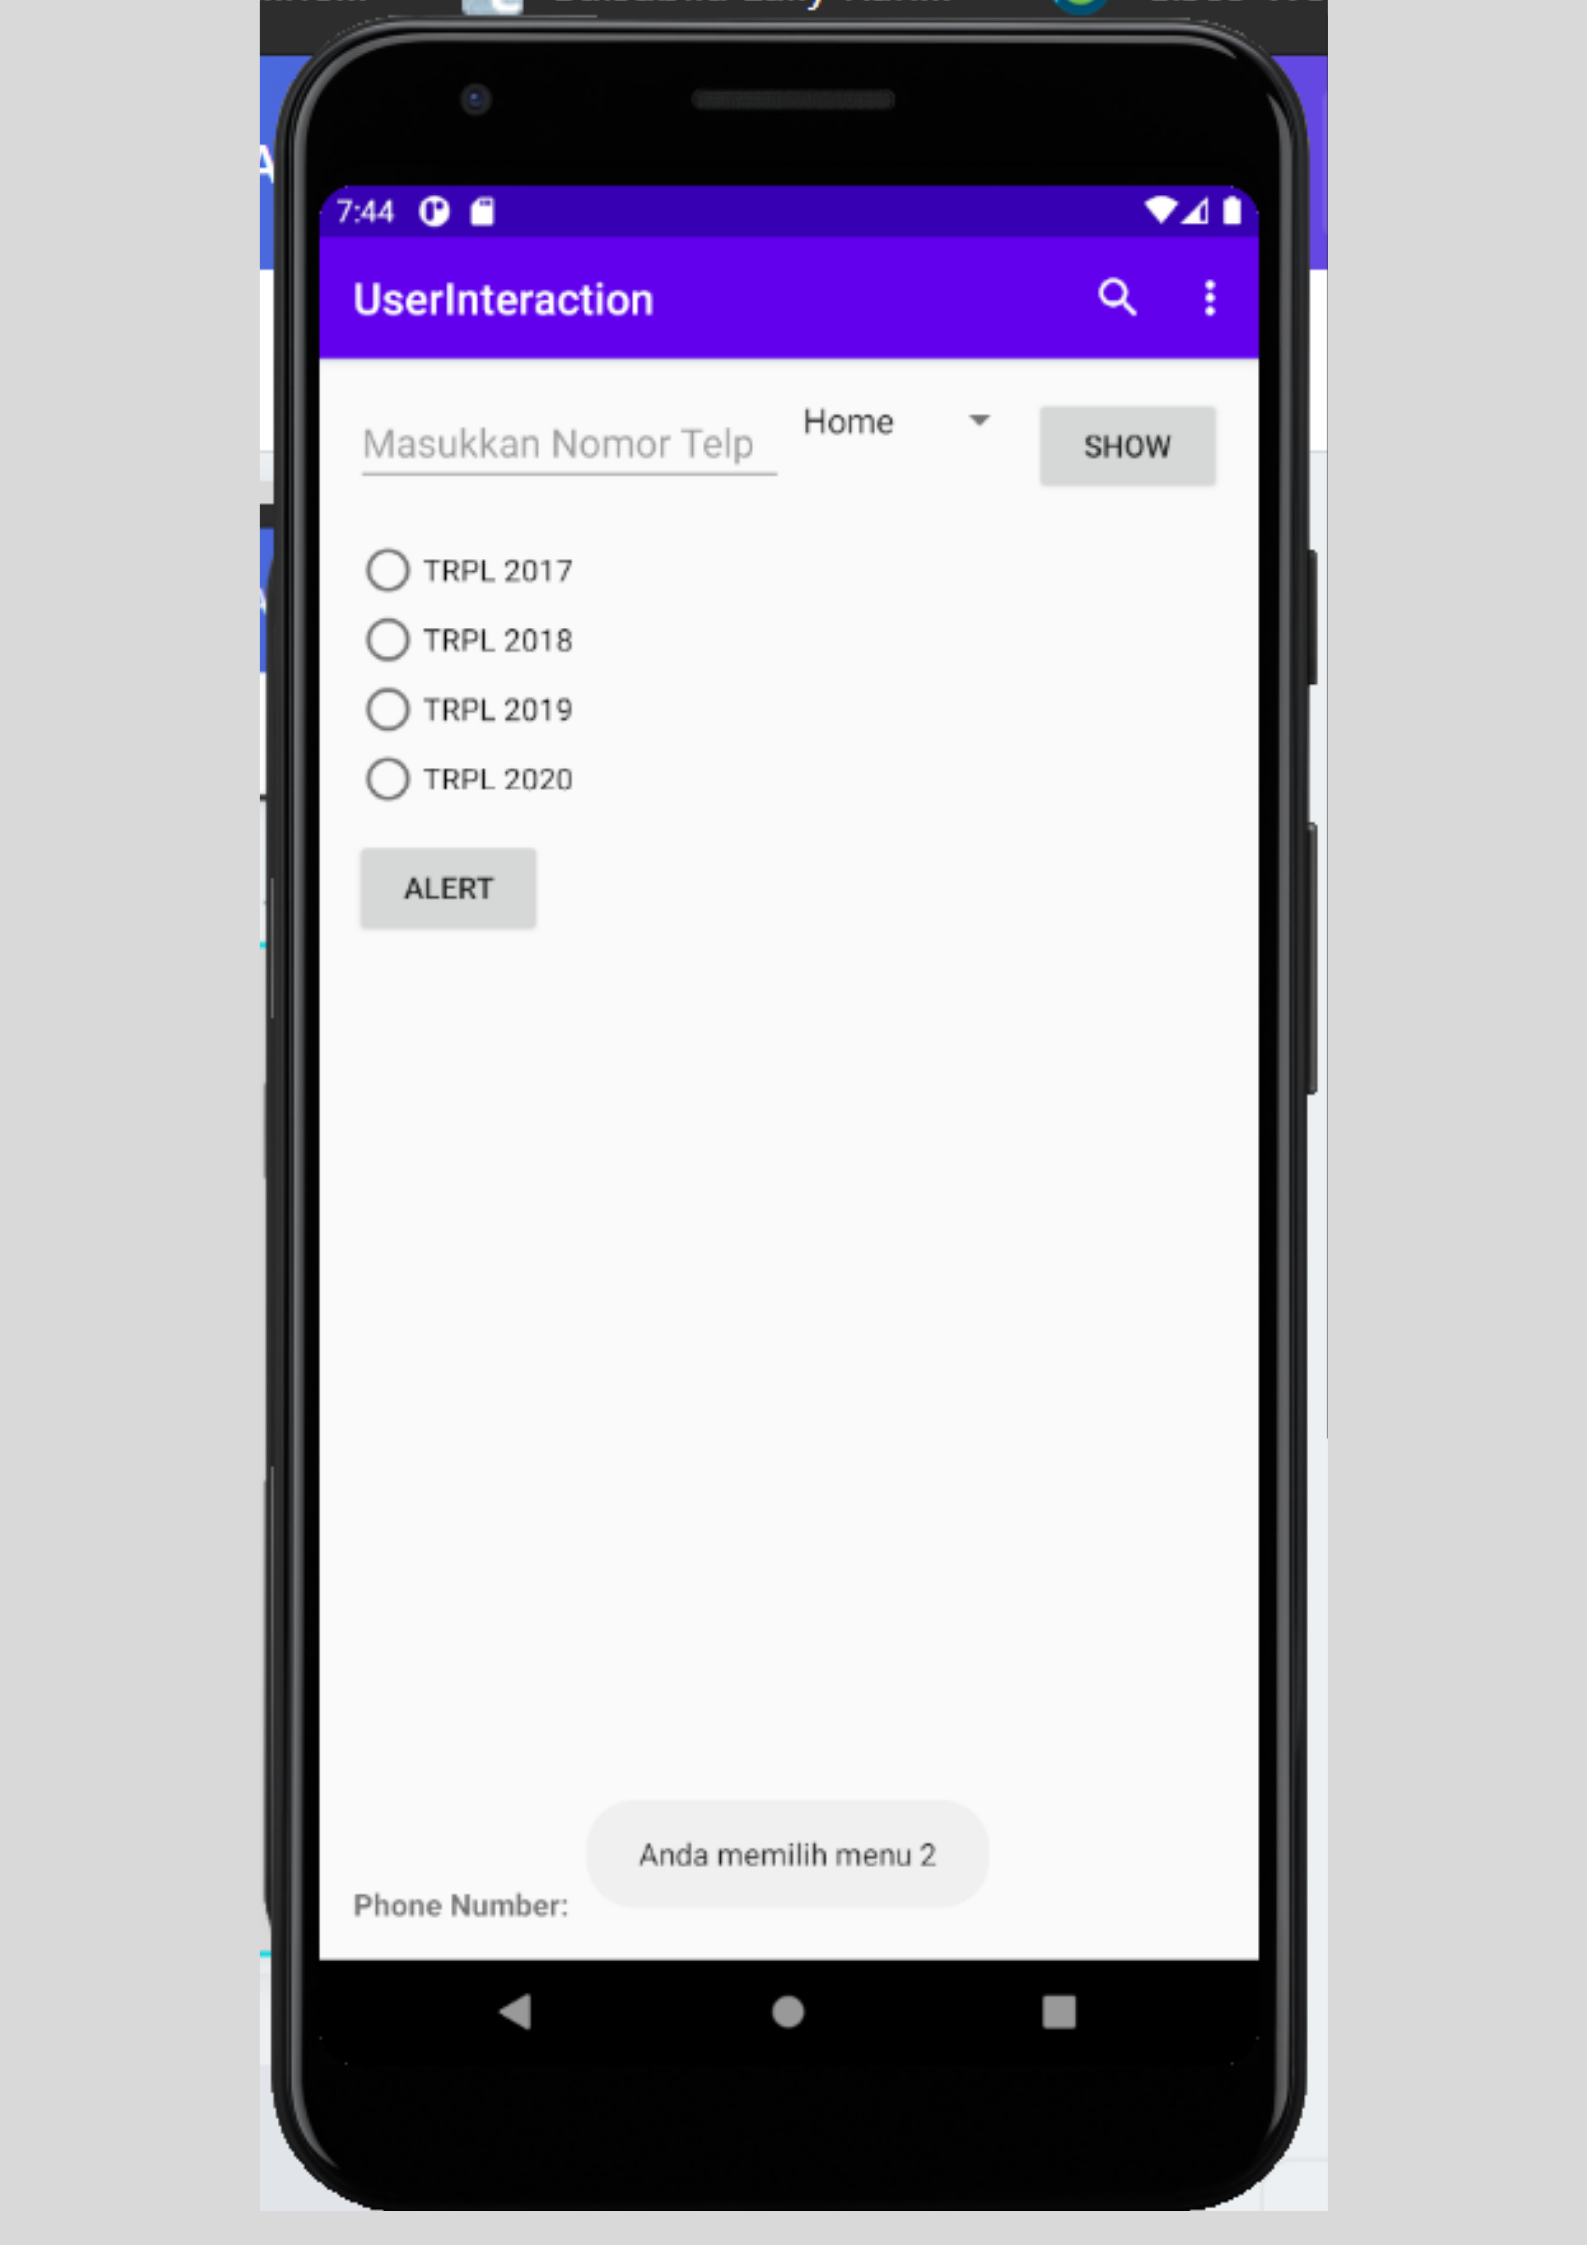 7:44
UserInteraction
Masukkan Nomor Telp
Home
SHOW
TRPL 2017
TRPL 2018
TRPL 2019
TRPL 2020
ALERT
Anda memilih menu 2
Phone Number: